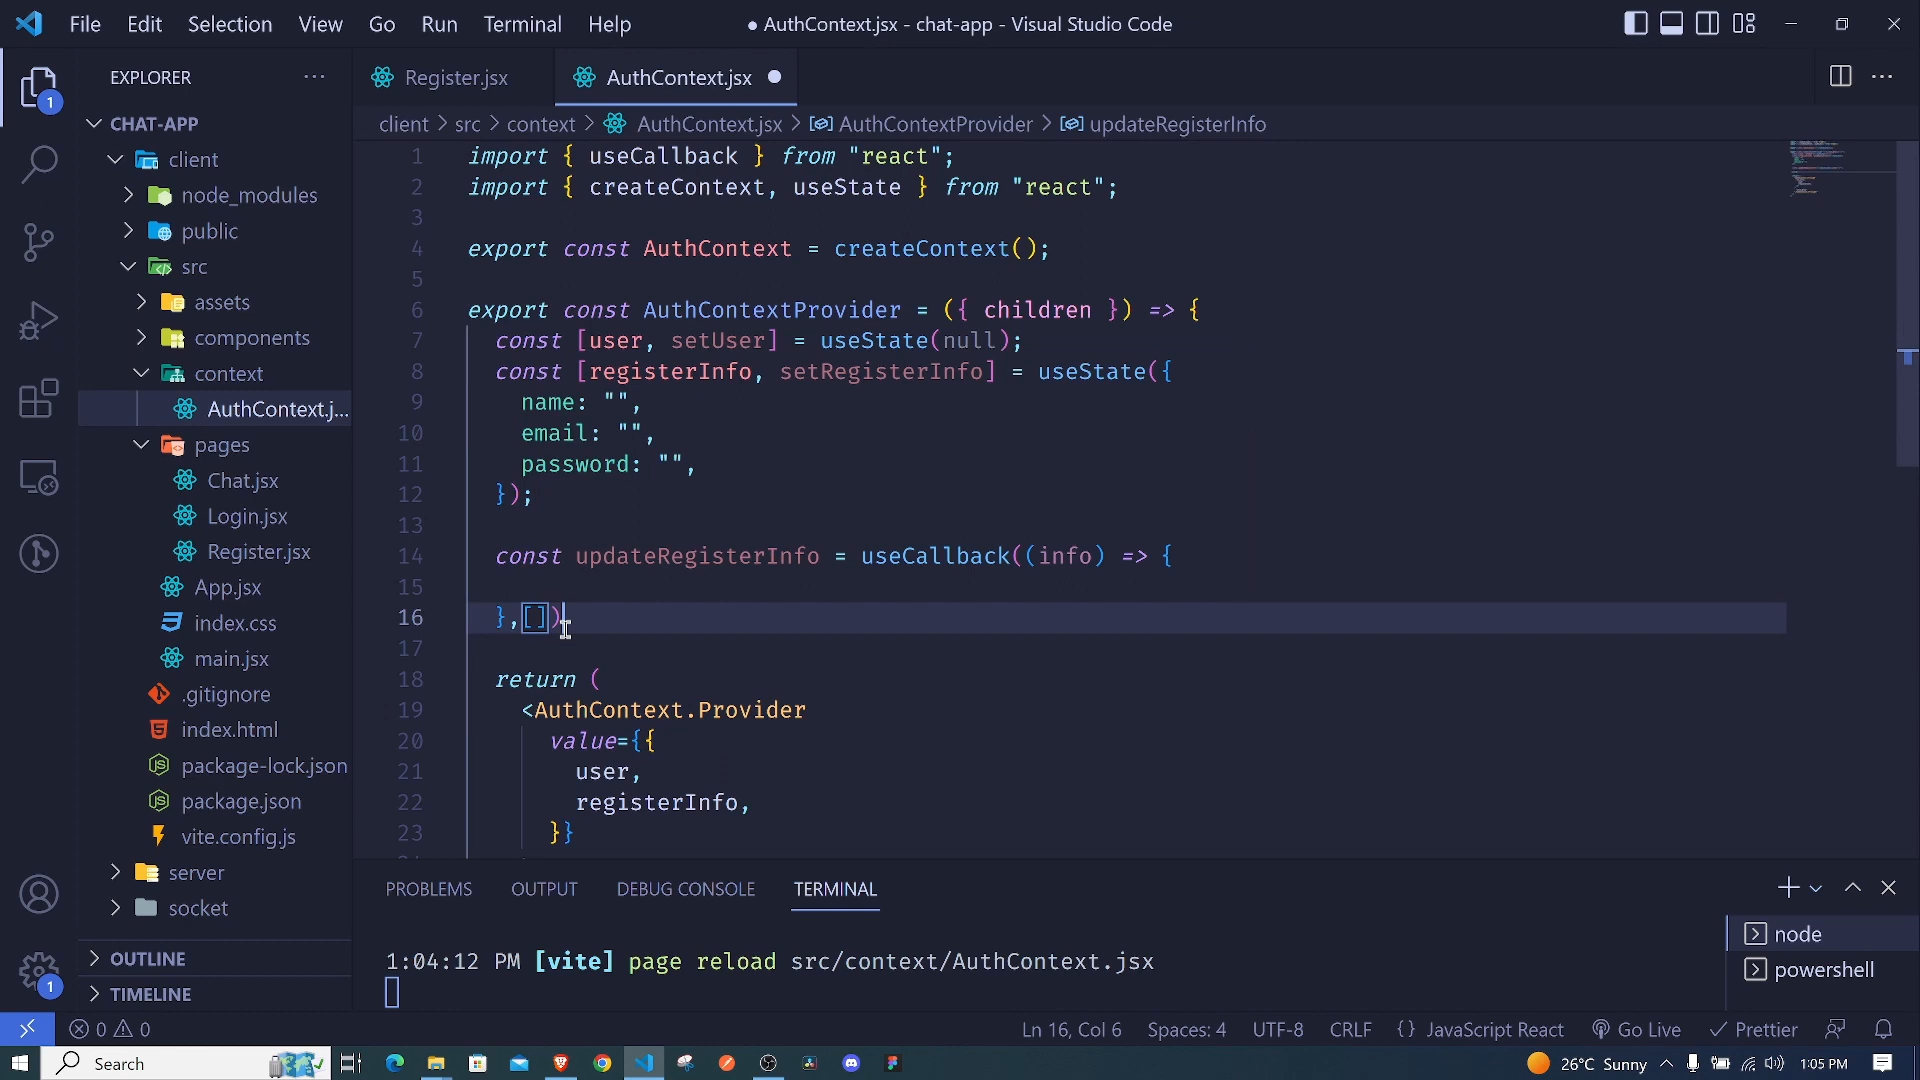 File Edit Selection View Go Run Terminal Help ● AuthContext.jsx - chat-app - Visual Studio Code
EXPLORER
Register.jsx AuthContext.jsx
client > src > context > AuthContext.jsx > AuthContextProvider > updateRegisterInfo
CHAT-APP
client
node_modules
public
src
assets
components
context
AuthContext.j...
pages
Chat.jsx
Login.jsx
Register.jsx
App.jsx
index.css
main.jsx
.gitignore
index.html
package-lock.json
package.json
vite.config.js
server
socket
OUTLINE
TIMELINE
1
1
1 import { useCallback } from "react";
2 import { createContext, useState } from "react";
3
4 export const AuthContext = createContext();
5
6 export const AuthContextProvider = ({ children }) => {
7 const [user, setUser] = useState(null);
8 const [registerInfo, setRegisterInfo] = useState({
9 name: "",
10 email: "",
11 password: "",
12 });
13
14 const updateRegisterInfo = useCallback((info) => {
15
16 },[])
17
18 return (
19 <AuthContext.Provider
20 value={{
21 user,
22 registerInfo,
23 }}
PROBLEMS OUTPUT DEBUG CONSOLE TERMINAL
1:04:12 PM [vite] page reload src/context/AuthContext.jsx
node
powershell
0 0 Ln 16, Col 6 Spaces: 4 UTF-8 CRLF {} JavaScript React Go Live Prettier
Search 26°C Sunny 1:05 PM